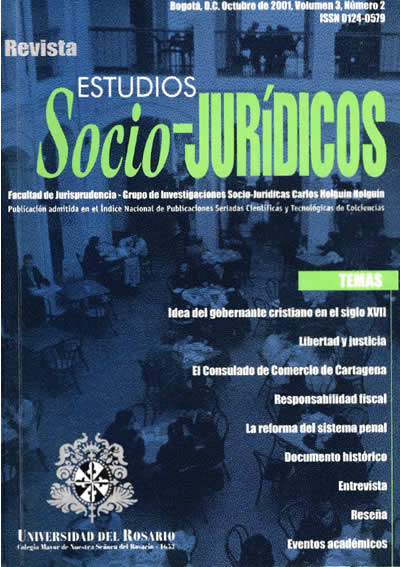 Bogotá, D.C. Octubre de 2001, Volumen 3, Número 2
ISSN 0124-0579
Revista
ESTUDIOS
Socio-JURÍDICOS
Facultad de Jurisprudencia - Grupo de Investigaciones Socio-Jurídicas Carlos Holguín Holguín
Publicación admitida en el Índice Nacional de Publicaciones Seriadas Científicas y Tecnológicas de Colciencias
TEMAS
Idea del gobernante cristiano en el siglo XVII
Libertad y justicia
El Consulado de Comercio de Cartagena
Responsabilidad fiscal
La reforma del sistema penal
Documento histórico
Entrevista
Reseña
Eventos académicos
UNIVERSIDAD DEL ROSARIO
Colegio Mayor de Nuestra Señora del Rosario - 1653